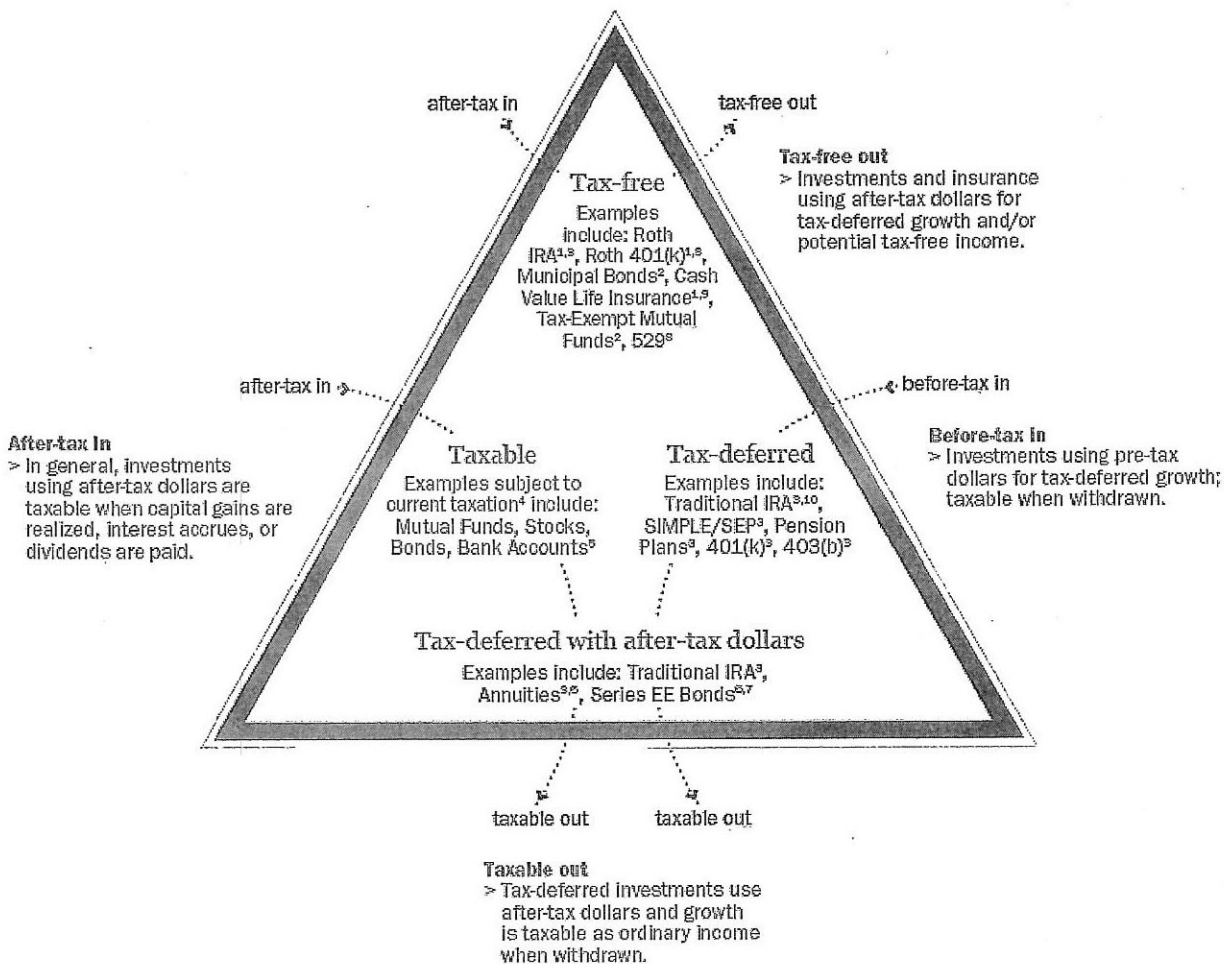 after-tax in
tax-free out
Tax-free out
> Investments and insurance
using after-tax dollars for
tax-deferred growth and/or
potential tax-free income.
Tax-free
Examples
include: Roth
IRA¹,³, Roth 401(k)¹,⁸,
Municipal Bonds², Cash
Value Life Insurance¹,⁹,
Tax-Exempt Mutual
Funds², 529⁸
after-tax in
before-tax in
After-tax in
> In general, investments
using after-tax dollars are
taxable when capital gains are
realized, interest accrues, or
dividends are paid.
Taxable
Examples subject to
current taxation⁴ include:
Mutual Funds, Stocks,
Bonds, Bank Accounts⁵
Tax-deferred
Examples include:
Traditional IRA³,¹⁰,
SIMPLE/SEP³, Pension
Plans³, 401(k)³, 403(b)³
Before-tax in
> Investments using pre-tax
dollars for tax-deferred growth;
taxable when withdrawn.
Tax-deferred with after-tax dollars
Examples include: Traditional IRA³,
Annuities³,⁶, Series EE Bonds⁶,⁷
taxable out
taxable out
Taxable out
> Tax-deferred investments use
after-tax dollars and growth
is taxable as ordinary income
when withdrawn.